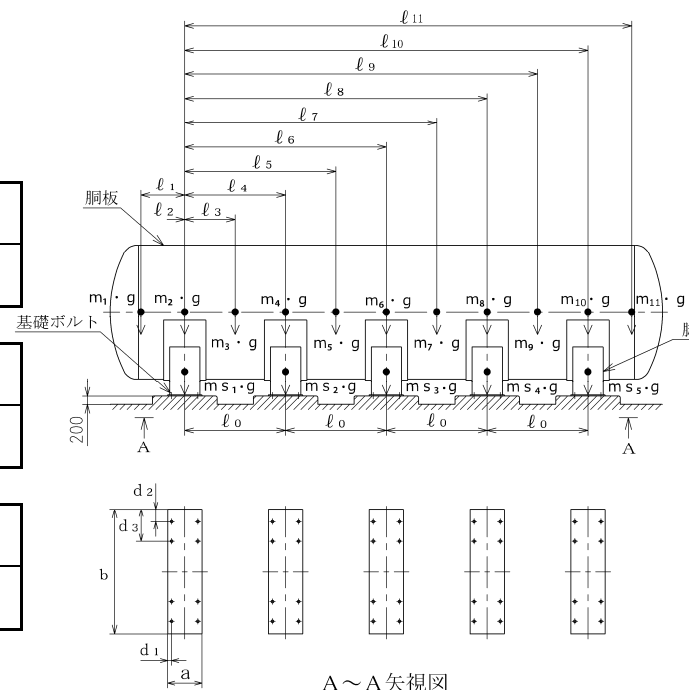 ℓ11
ℓ10
ℓ9
ℓ8
ℓ7
ℓ6
ℓ5
ℓ1 ℓ4
ℓ2 ℓ3
胴板
m1・g m2・g m4・g m6・g m8・g m10・g m11・g
基礎ボルト
m3・g m5・g m7・g m9・g
ms1・g ms2・g ms3・g ms4・g ms5・g
200
ℓ0 ℓ0 ℓ0 ℓ0
A A
d2
d3
b
d1
a
A～A矢視図